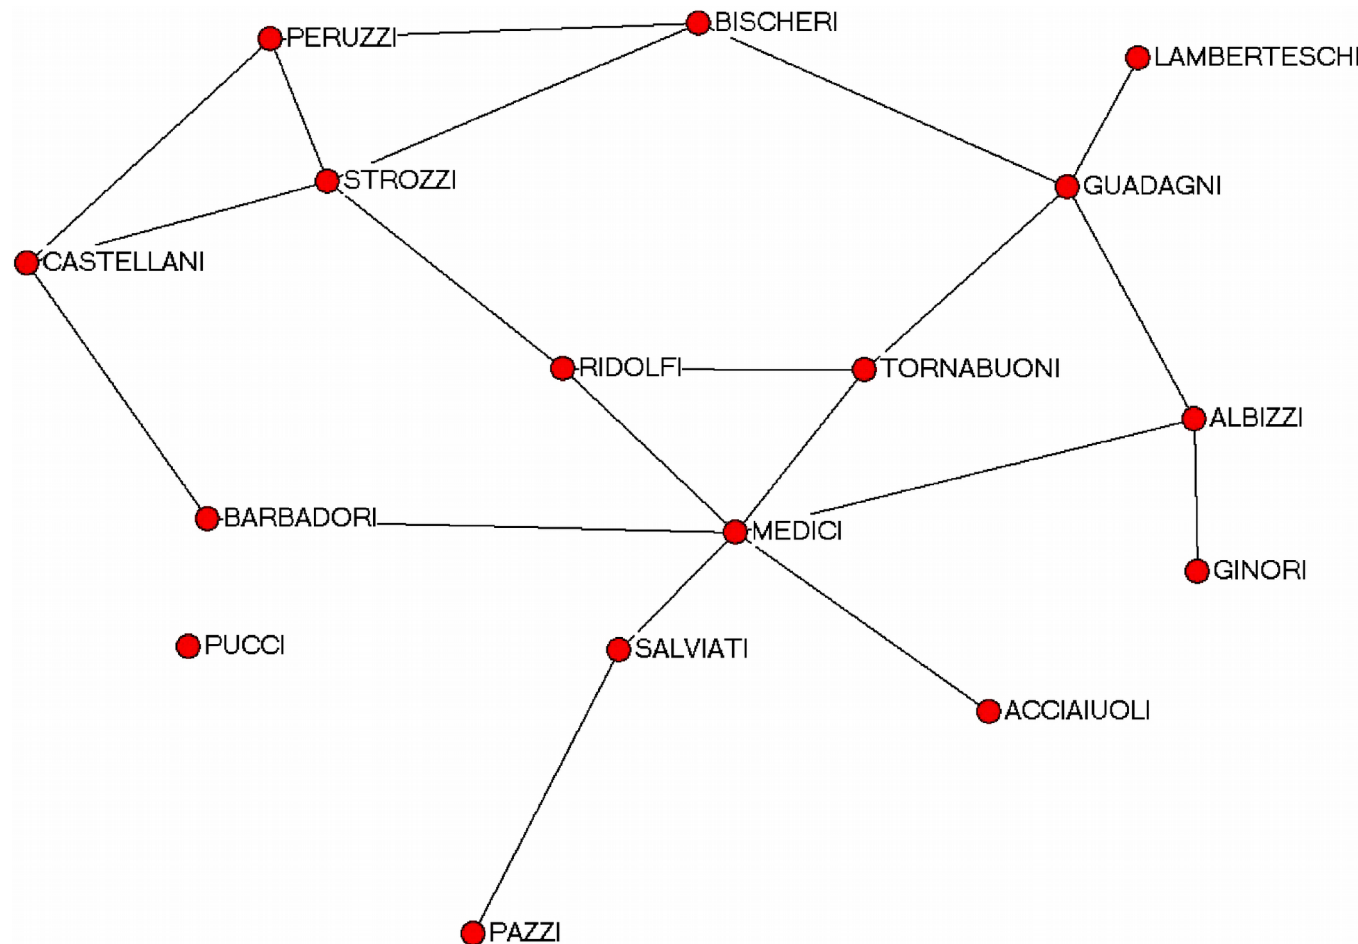 BISCHERI
PERUZZI
LAMBERTESCHI
STROZZI
GUADAGNI
CASTELLANI
RIDOLFI
TORNABUONI
ALBIZZI
BARBADORI
MEDICI
GINORI
PUCCI
SALVIATI
ACCIAIUOLI
PAZZI